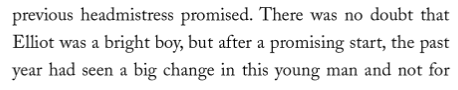 previous headmistress promised. There was no doubt that
Elliot was a bright boy, but after a promising start, the past
year had seen a big change in this young man and not for